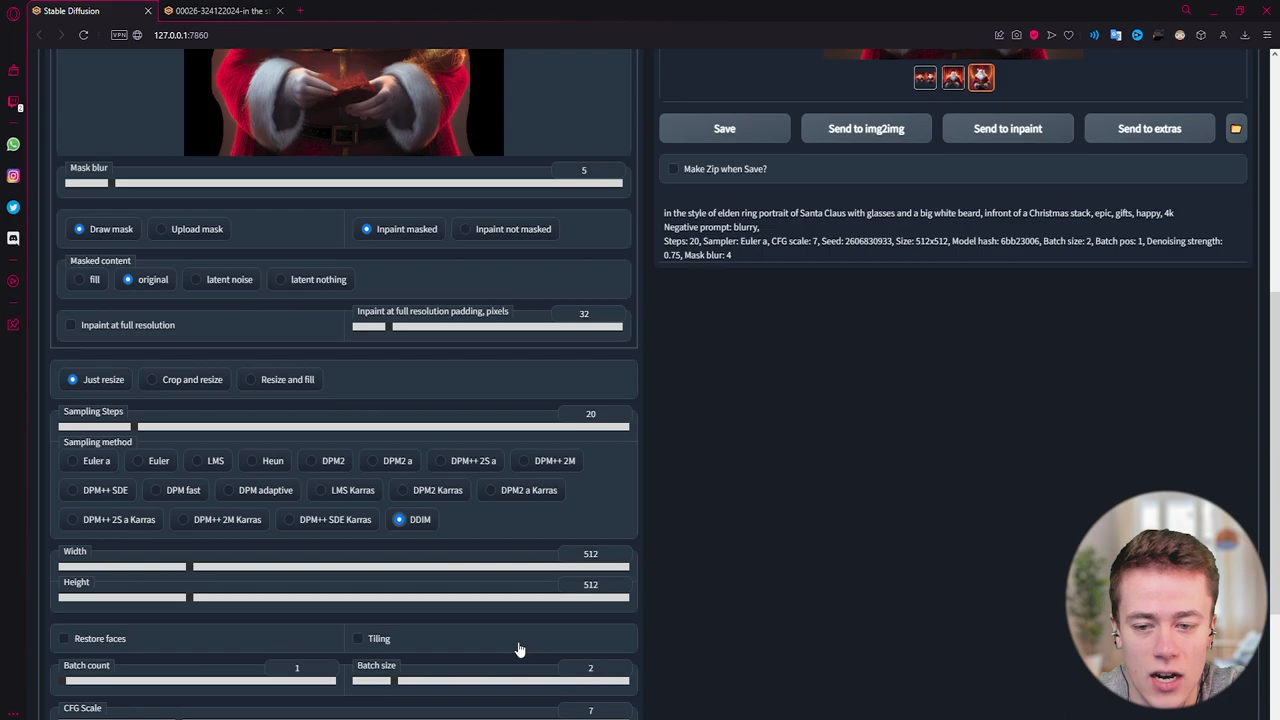 Stable Diffusion
00026-324122024-in the s
VPN
127.0.0.1:7860
2
Mask blur
5
Draw mask
Upload mask
Inpaint masked
Inpaint not masked
Masked content
fill
original
latent noise
latent nothing
Inpaint at full resolution
Inpaint at full resolution padding, pixels
32
Just resize
Crop and resize
Resize and fill
Sampling Steps
20
Sampling method
Euler a
Euler
LMS
Heun
DPM2
DPM2 a
DPM++ 2S a
DPM++ 2M
DPM++ SDE
DPM fast
DPM adaptive
LMS Karras
DPM2 Karras
DPM2 a Karras
DPM++ 2S a Karras
DPM++ 2M Karras
DPM++ SDE Karras
DDIM
Width
512
Height
512
Restore faces
Tiling
Batch count
1
Batch size
2
CFG Scale
7
Save
Send to img2img
Send to inpaint
Send to extras
Make Zip when Save?
in the style of elden ring portrait of Santa Claus with glasses and a big white beard, infront of a Christmas stack, epic, gifts, happy, 4k
Negative prompt: blurry,
Steps: 20, Sampler: Euler a, CFG scale: 7, Seed: 2606830933, Size: 512x512, Model hash: 6bb23006, Batch size: 2, Batch pos: 1, Denoising strength:
0.75, Mask blur: 4